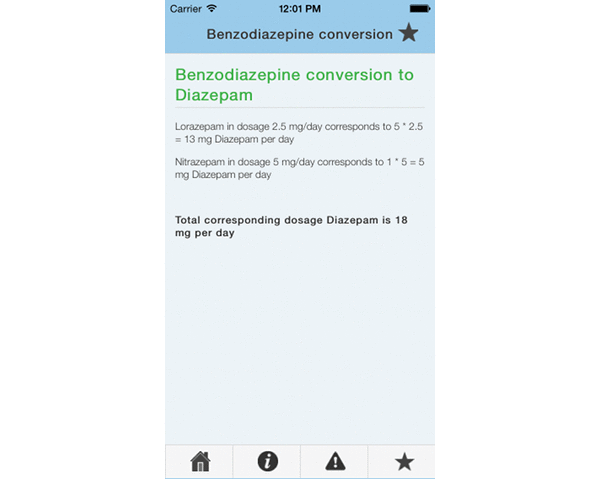 Carrier 12:01 PM
Benzodiazepine conversion
Benzodiazepine conversion to
Diazepam
Lorazepam in dosage 2.5 mg/day corresponds to 5 * 2.5
= 13 mg Diazepam per day
Nitrazepam in dosage 5 mg/day corresponds to 1 * 5 = 5
mg Diazepam per day
Total corresponding dosage Diazepam is 18
mg per day